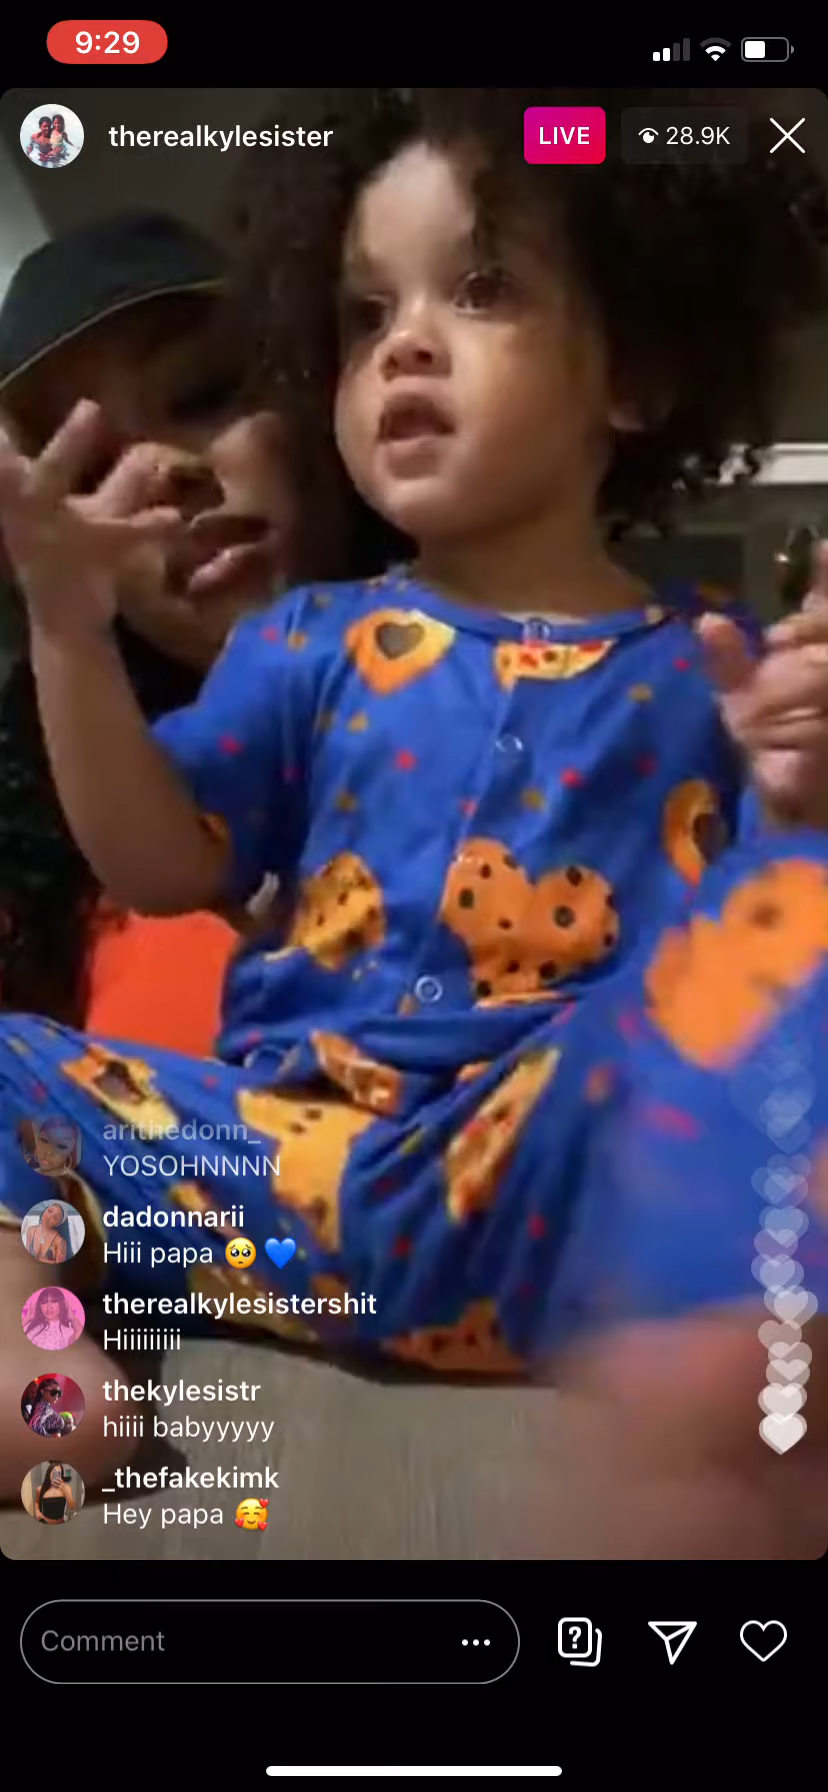 9:29
therealkylesister
LIVE
28.9K
arithedonn_
YOSOHNNNN
dadonnarii
Hiii papa 🥺 💙
therealkylesistershit
Hiiiiiiiii
thekylesistr
hiiii babyyyyy
_thefakekimk
Hey papa 🥰
Comment